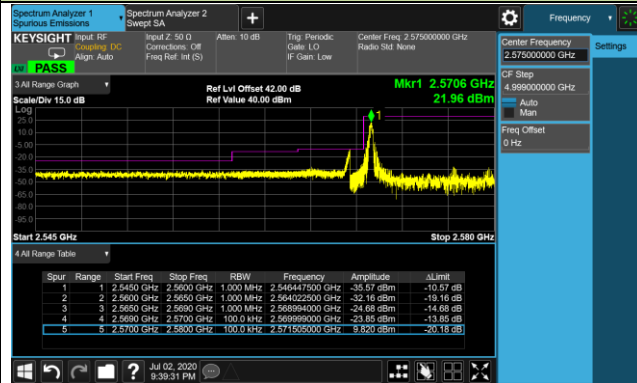 Spectrum Analyzer 1
Spurious Emissions
Spectrum Analyzer 2
Swept SA
Frequency
KEYSIGHT
Input: RF
Coupling: DC
Align: Auto
Input Z: 50 Ω
Corrections: Off
Freq Ref: Int (S)
Atten: 10 dB
Trig: Periodic
Gate: LO
IF Gain: Low
Center Freq: 2.575000000 GHz
Radio Std: None
PASS
Center Frequency
2.575000000 GHz
Settings
CF Step
4.999000000 GHz
Auto
Man
Freq Offset
0 Hz
3 All Range Graph
Scale/Div 15.0 dB
Ref Lvl Offset 42.00 dB
Ref Value 40.00 dBm
Mkr1 2.5706 GHz
21.96 dBm
Log
25.0
10.0
-5.00
-20.0
-35.0
-50.0
-65.0
-80.0
-95.0
1
Start 2.545 GHz
Stop 2.580 GHz
4 All Range Table
Spur Range Start Freq Stop Freq RBW Frequency Amplitude ΔLimit
1 1 2.5450 GHz 2.5600 GHz 1.000 MHz 2.546447500 GHz -35.57 dBm -10.57 dB
2 2 2.5600 GHz 2.5650 GHz 1.000 MHz 2.564022500 GHz -32.16 dBm -19.16 dB
3 3 2.5650 GHz 2.5690 GHz 1.000 MHz 2.568994000 GHz -24.68 dBm -14.68 dB
4 4 2.5690 GHz 2.5700 GHz 100.0 kHz 2.569999000 GHz -23.85 dBm -13.85 dB
5 5 2.5700 GHz 2.5800 GHz 100.0 kHz 2.571505000 GHz 9.820 dBm -20.18 dB
?
Jul 02, 2020
9:39:31 PM